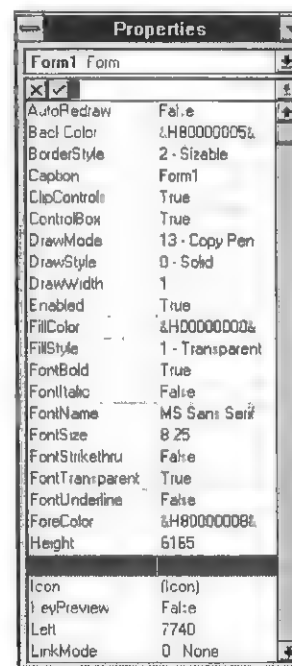 Properties
Form1 Form
AutoRedraw False
BackColor &H80000005&
BorderStyle 2 - Sizable
Caption Form1
ClipControls True
ControlBox True
DrawMode 13 - Copy Pen
DrawStyle 0 - Solid
DrawWidth 1
Enabled True
FillColor &H00000000&
FillStyle 1 - Transparent
FontBold True
FontItalic False
FontName MS Sans Serif
FontSize 8.25
FontStrikethru False
FontTransparent True
FontUnderline False
ForeColor &H80000008&
Height 6165
Icon (Icon)
KeyPreview False
Left 7740
LinkMode 0 None